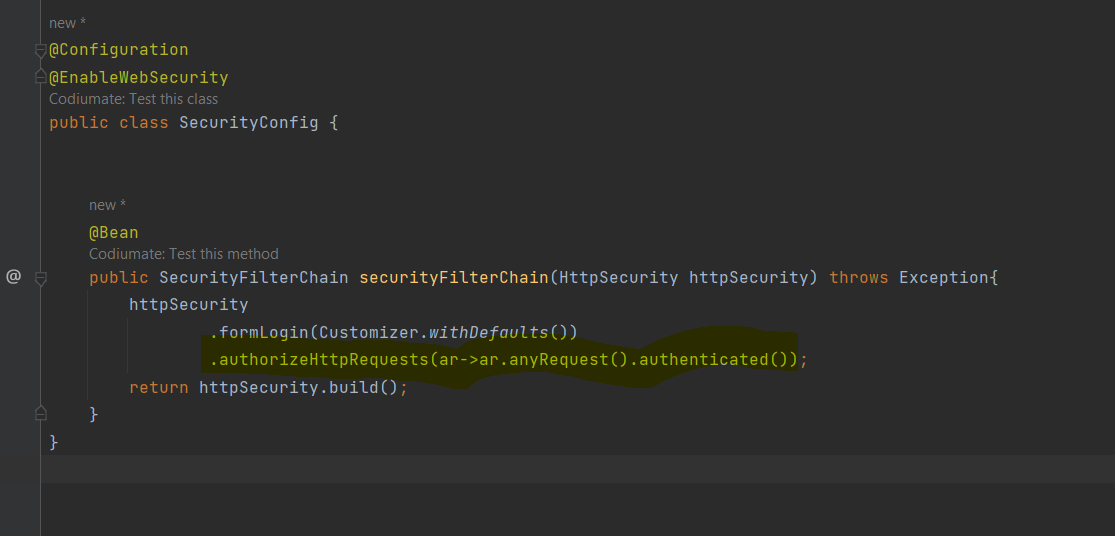 new *
@Configuration
@EnableWebSecurity
Codiumate: Test this class
public class SecurityConfig {
new *
@Bean
Codiumate: Test this method
@ public SecurityFilterChain securityFilterChain(HttpSecurity httpSecurity) throws Exception{
httpSecurity
.formLogin(Customizer.withDefaults())
.authorizeHttpRequests(ar->ar.anyRequest().authenticated());
return httpSecurity.build();
}
}